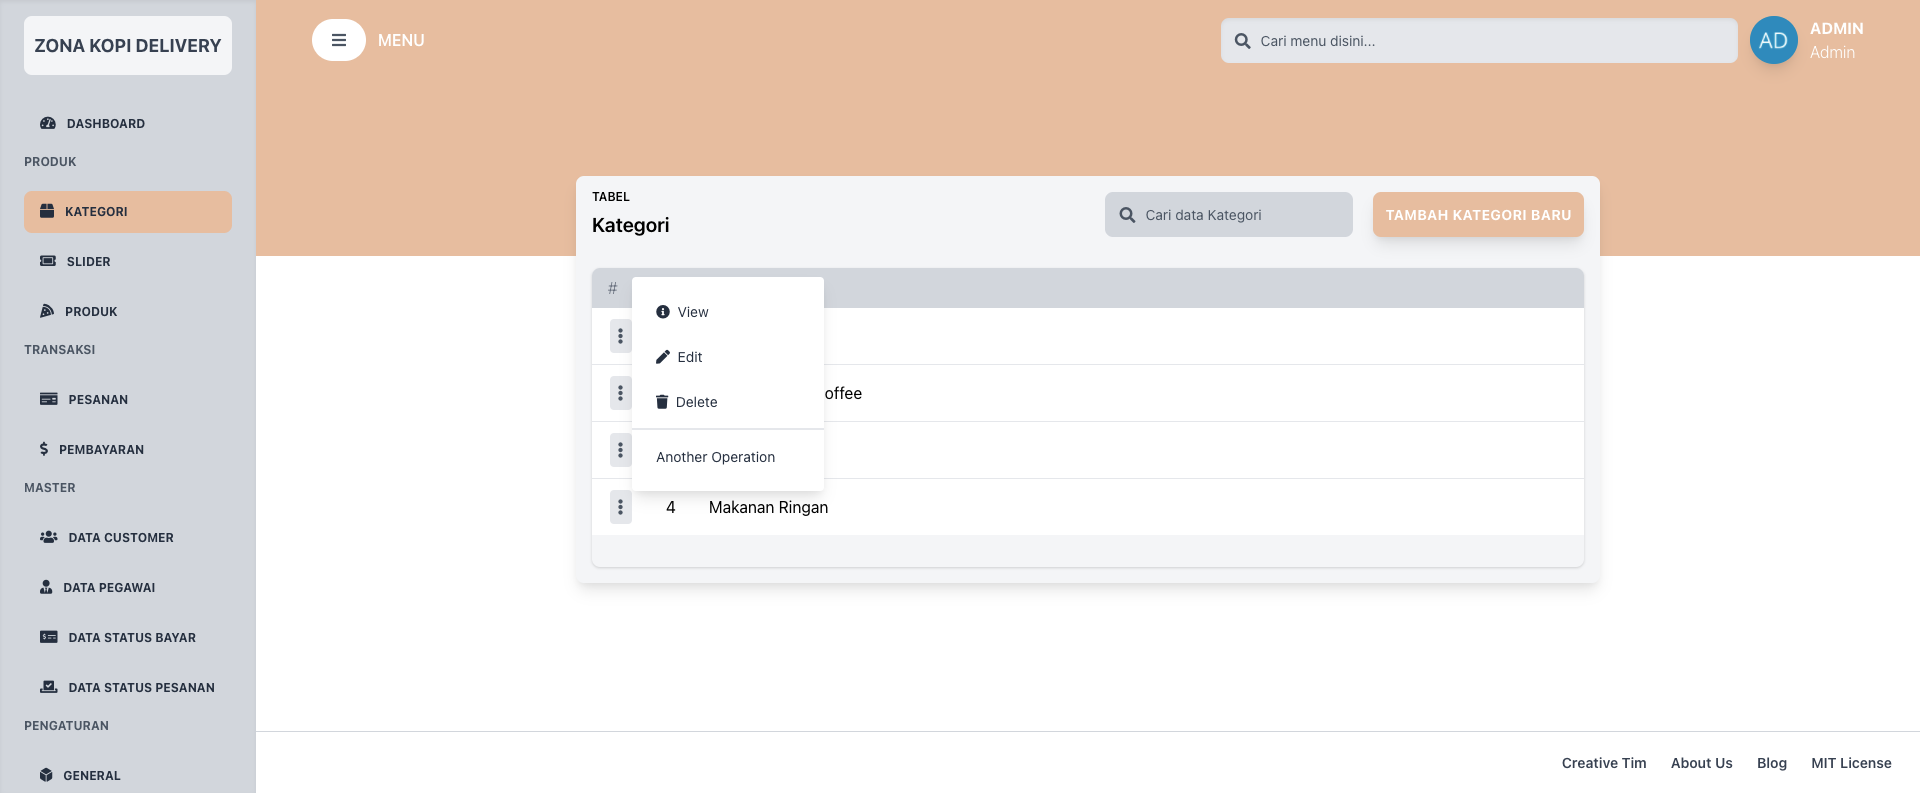 ZONA KOPI DELIVERY
DASHBOARD
PRODUK
KATEGORI
SLIDER
PRODUK
TRANSAKSI
PESANAN
PEMBAYARAN
MASTER
DATA CUSTOMER
DATA PEGAWAI
DATA STATUS BAYAR
DATA STATUS PESANAN
PENGATURAN
GENERAL
MENU
Cari menu disini...
AD
ADMIN
Admin
TABEL
Kategori
Cari data Kategori
TAMBAH KATEGORI BARU
#
View
Edit
Delete
Another Operation
offee
4 Makanan Ringan
Creative Tim About Us Blog MIT License